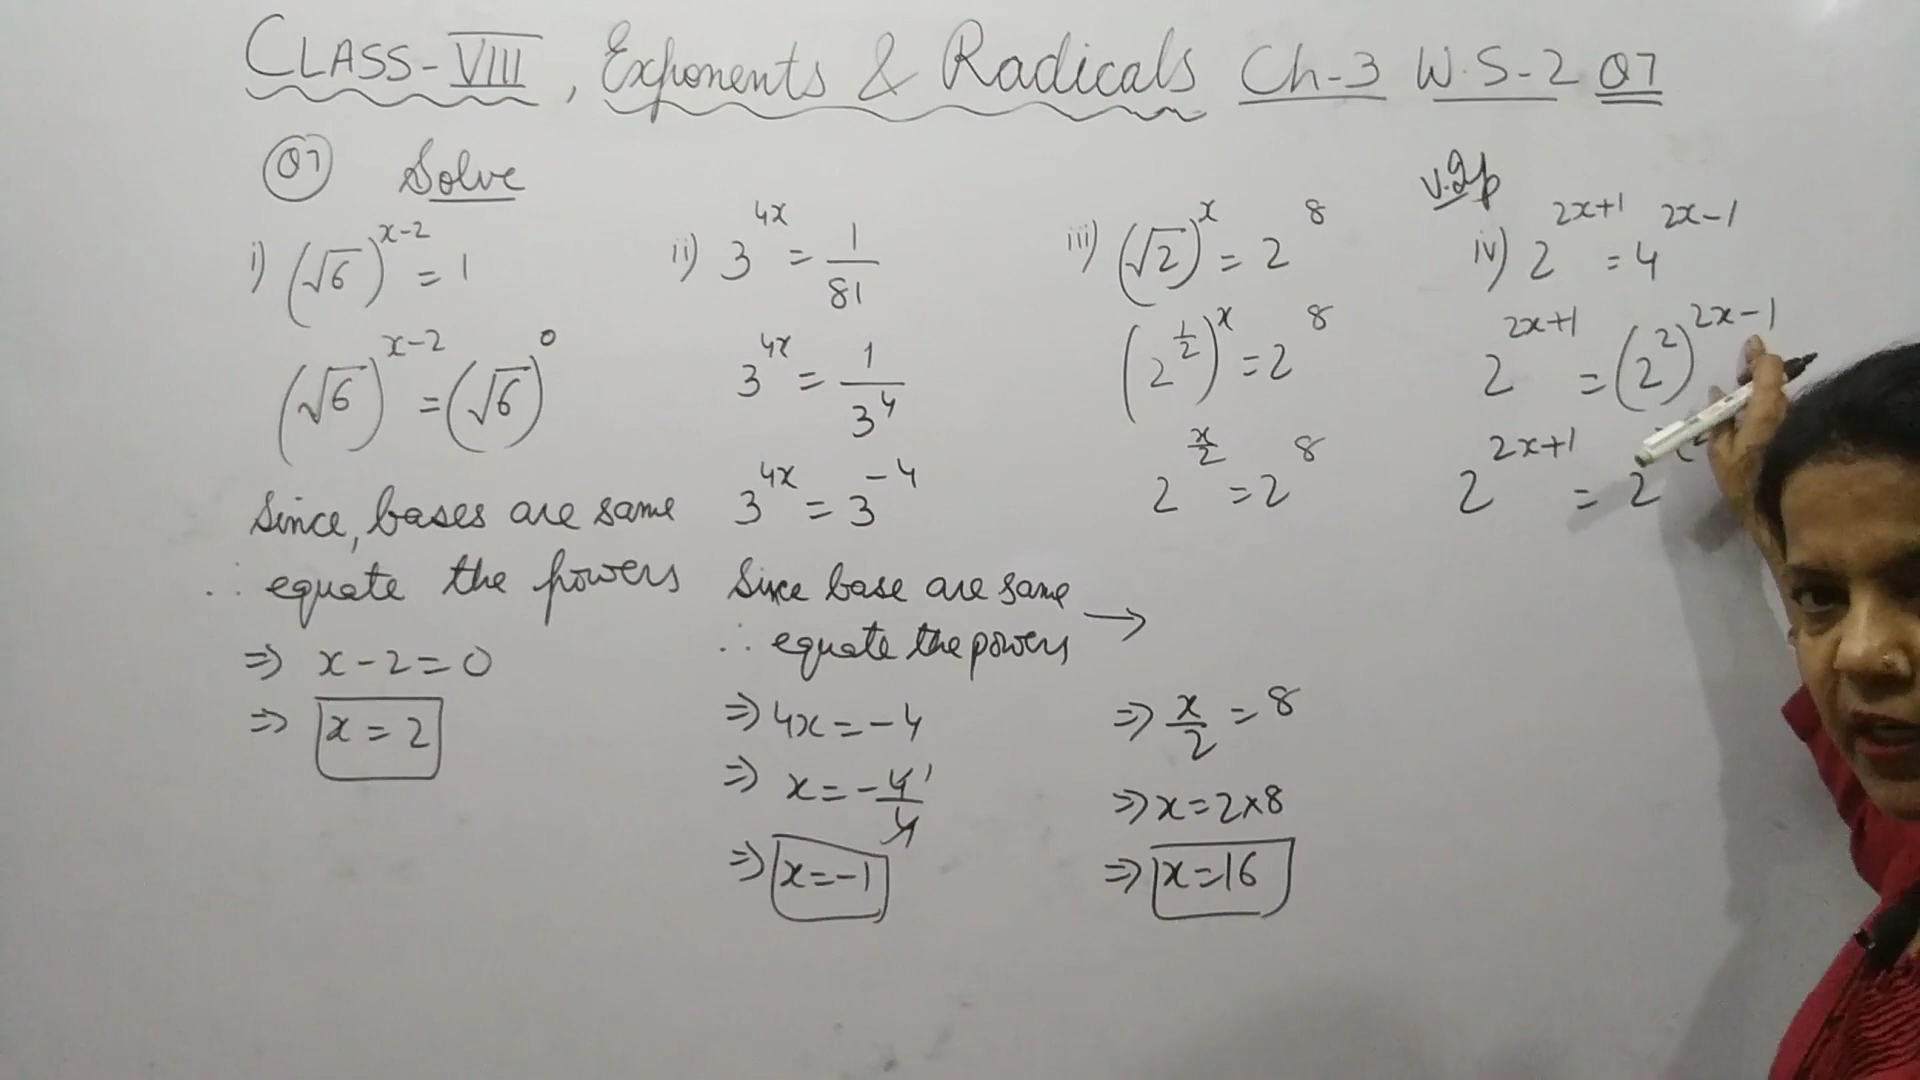 CLASS-VIII, Exponents & Radicals Ch-3 W.S-2 Q7
Q7 Solve
i) (√6)^(x-2) = 1
(√6)^(x-2) = (√6)^0
Since, bases are same
∴ equate the powers
⇒ x-2=0
⇒ x = 2
ii) 3^(4x) = 1/81
3^(4x) = 1/3^4
3^(4x) = 3^(-4)
Since base are same →
∴ equate the powers
⇒ 4x = -4
⇒ x = -4/4 1
⇒ x = -1
iii) (√2)^x = 2^8
(2^(1/2))^x = 2^8
2^(x/2) = 2^8
⇒ x/2 = 8
⇒ x = 2×8
⇒ x = 16
V.Imp
iv) 2^(2x+1) = 4^(2x-1)
2^(2x+1) = (2^2)^(2x-1)
2^(2x+1) = 2